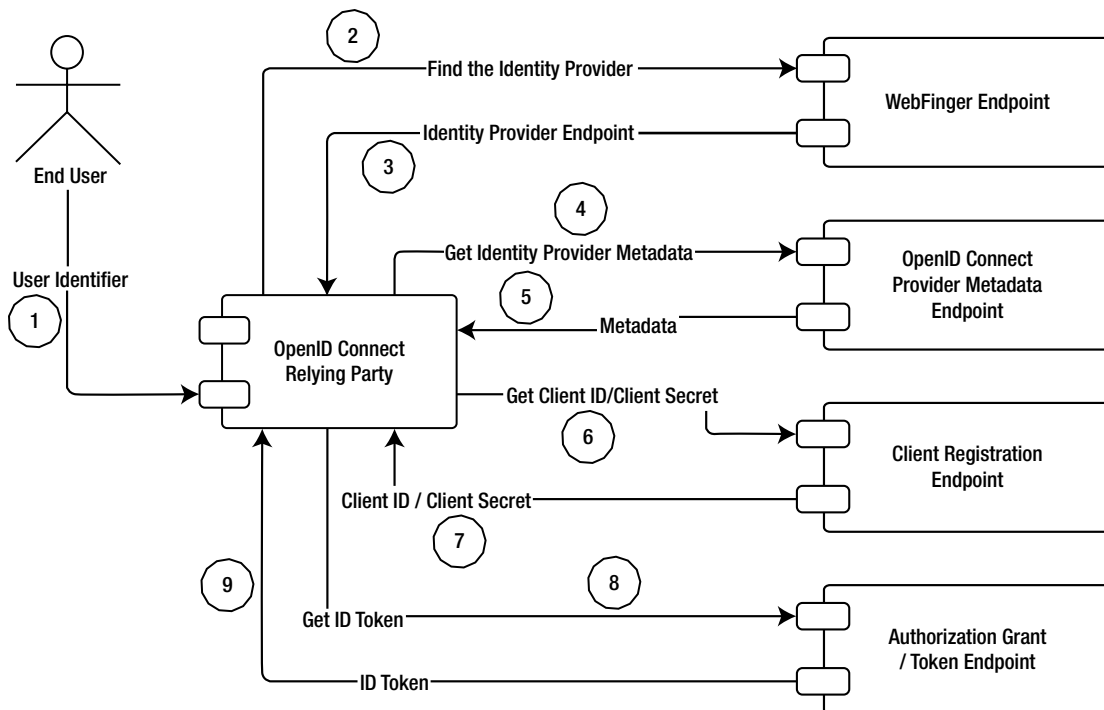 2
Find the Identity Provider
WebFinger Endpoint
Identity Provider Endpoint
3
End User
4
Get Identity Provider Metadata
OpenID Connect
Provider Metadata
Endpoint
User Identifier
1
5
Metadata
OpenID Connect
Relying Party
Get Client ID/Client Secret
6
Client Registration
Endpoint
Client ID / Client Secret
7
9
8
Get ID Token
Authorization Grant
/ Token Endpoint
ID Token